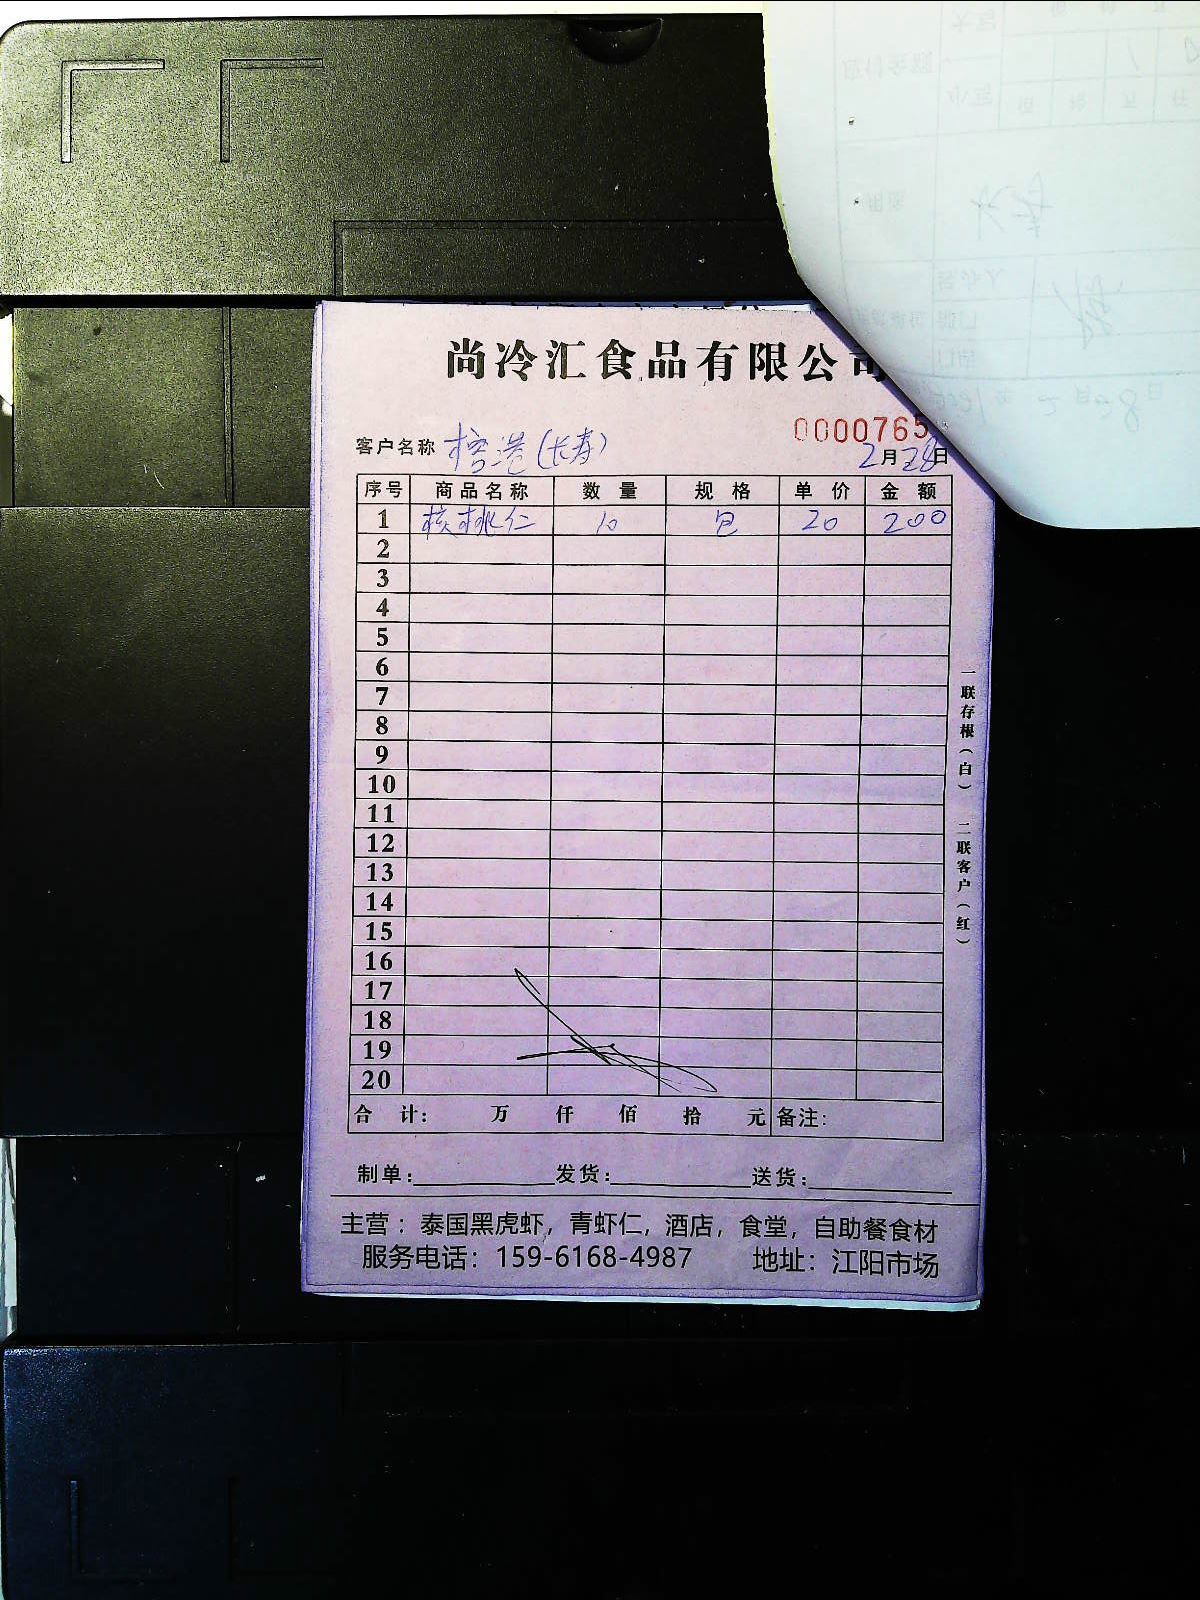 尚冷汇食品有限公司
0000765
客户名称 榕港(长寿) 2月28日
序号 商品名称 数量 规格 单价 金额
1 核桃仁 10 包 20 200
2
3
4
5
6
7
8
9
10
11
12
13
14
15
16
17
18
19
20
合计: 万 仟 佰 拾 元 备注:
制单: 发货: 送货:
主营：泰国黑虎虾，青虾仁，酒店，食堂，自助餐食材
服务电话：159-6168-4987 地址：江阳市场
一联存根(白) 二联客户(红)